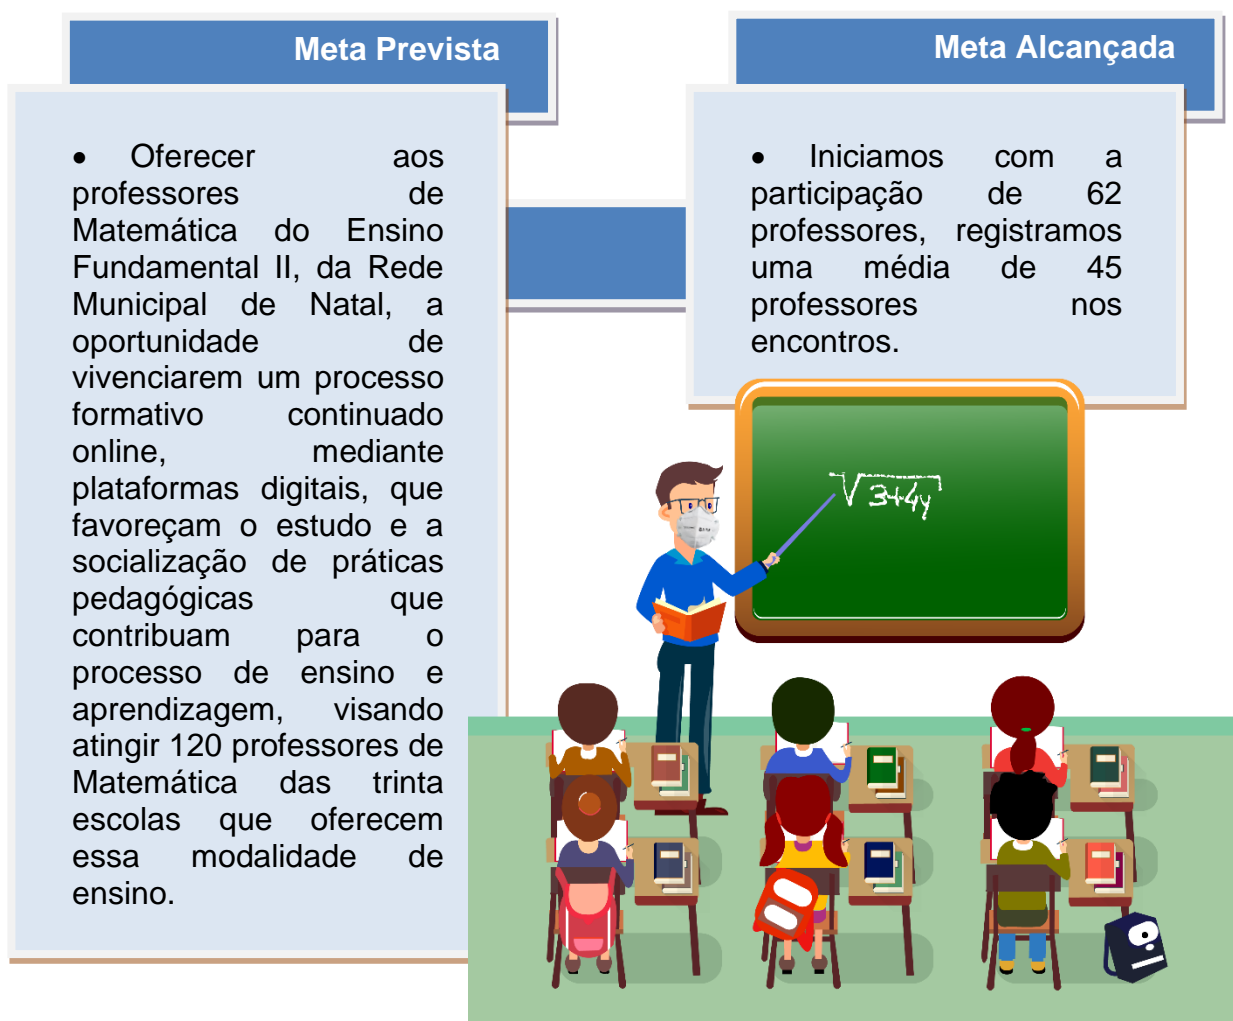 Meta Prevista
• Oferecer aos
professores de
Matemática do Ensino
Fundamental II, da Rede
Municipal de Natal, a
oportunidade de
vivenciarem um processo
formativo continuado
online, mediante
plataformas digitais, que
favoreçam o estudo e a
socialização de práticas
pedagógicas que
contribuam para o
processo de ensino e
aprendizagem, visando
atingir 120 professores de
Matemática das trinta
escolas que oferecem
essa modalidade de
ensino.
Meta Alcançada
• Iniciamos com a
participação de 62
professores, registramos
uma média de 45
professores nos
encontros.
√3+4y